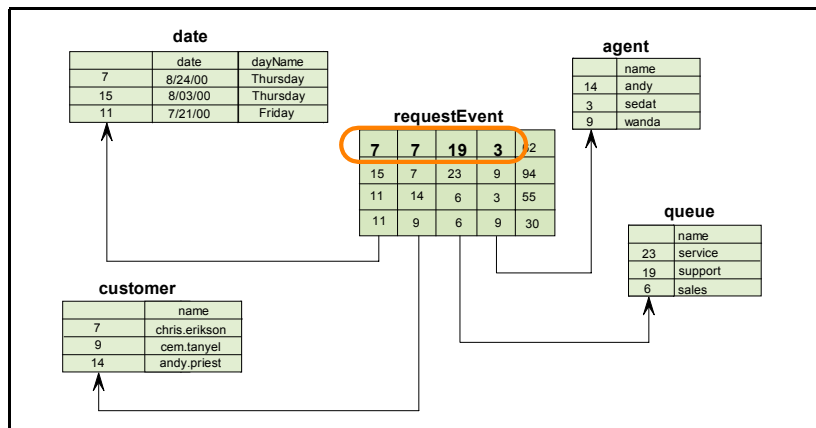 date
date dayName
7 8/24/00 Thursday
15 8/03/00 Thursday
11 7/21/00 Friday
agent
name
14 andy
3 sedat
9 wanda
requestEvent
7 7 19 3 62
15 7 23 9 94
11 14 6 3 55
11 9 6 9 30
queue
name
23 service
19 support
6 sales
customer
name
7 chris.erikson
9 cem.tanyel
14 andy.priest